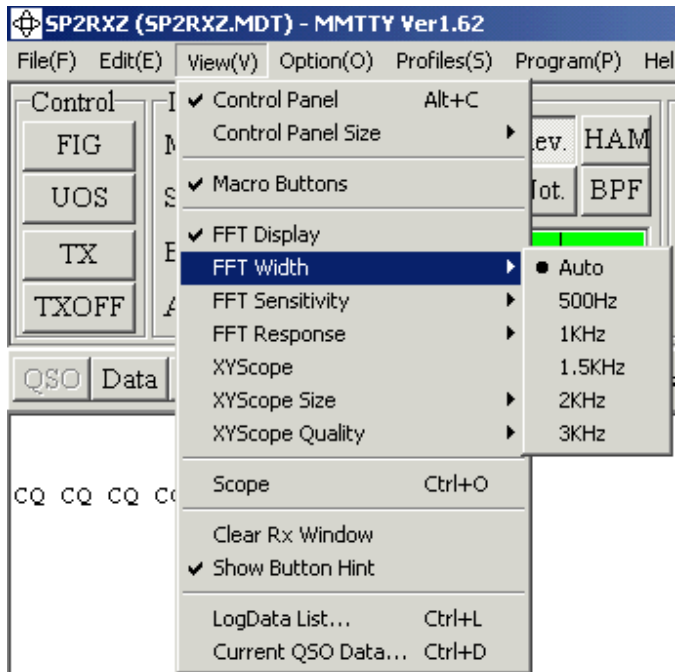 SP2RXZ (SP2RXZ.MDT) - MMTTY Ver1.62
File(F) Edit(E) View(V) Option(O) Profiles(S) Program(P) Hel
Control
FIG
UOS
TX
TXOFF
✓ Control Panel Alt+C
Control Panel Size
✓ Macro Buttons
✓ FFT Display
FFT Width
FFT Sensitivity
FFT Response
XYScope
XYScope Size
XYScope Quality
Scope Ctrl+O
Clear Rx Window
✓ Show Button Hint
LogData List... Ctrl+L
Current QSO Data... Ctrl+D
ev. HAM
Not. BPF
● Auto
500Hz
1KHz
1.5KHz
2KHz
3KHz
QSO Data
CQ CQ CQ